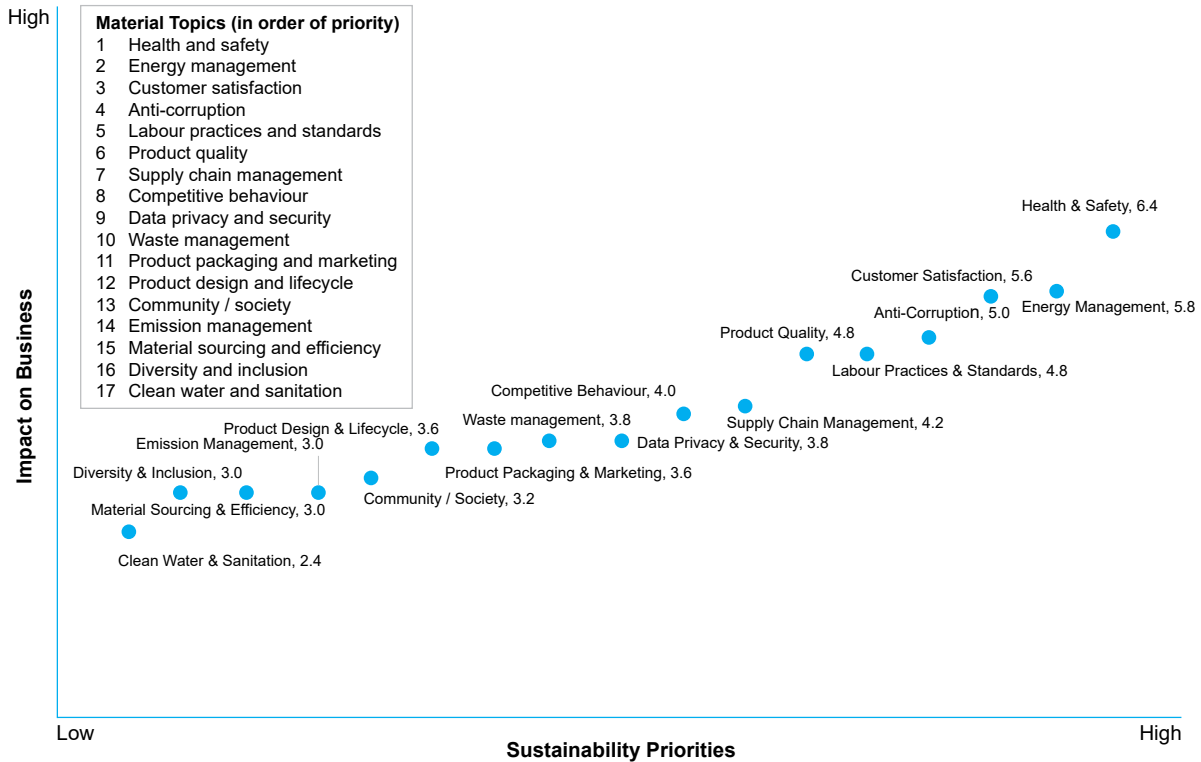 High
Material Topics (in order of priority)
1 Health and safety
2 Energy management
3 Customer satisfaction
4 Anti-corruption
5 Labour practices and standards
6 Product quality
7 Supply chain management
8 Competitive behaviour
9 Data privacy and security
10 Waste management
11 Product packaging and marketing
12 Product design and lifecycle
13 Community / society
14 Emission management
15 Material sourcing and efficiency
16 Diversity and inclusion
17 Clean water and sanitation
Health & Safety, 6.4
Customer Satisfaction, 5.6
Energy Management, 5.8
Anti-Corruption, 5.0
Product Quality, 4.8
Labour Practices & Standards, 4.8
Competitive Behaviour, 4.0
Supply Chain Management, 4.2
Waste management, 3.8
Data Privacy & Security, 3.8
Product Design & Lifecycle, 3.6
Emission Management, 3.0
Product Packaging & Marketing, 3.6
Diversity & Inclusion, 3.0
Community / Society, 3.2
Material Sourcing & Efficiency, 3.0
Clean Water & Sanitation, 2.4
Impact on Business
Low
High
Sustainability Priorities